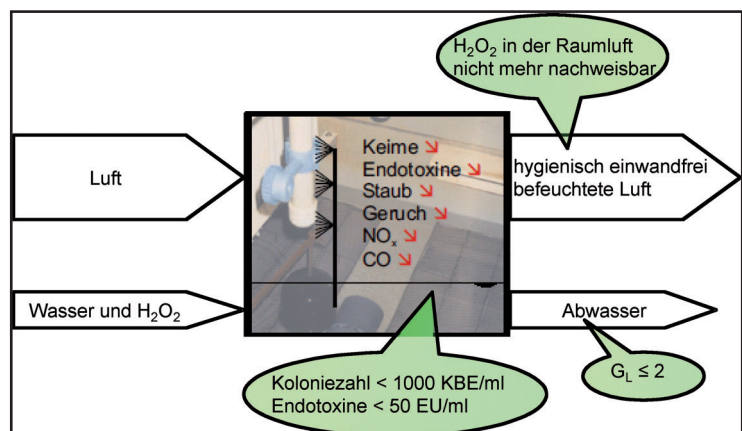 H₂O₂ in der Raumluft
nicht mehr nachweisbar
Luft
Keime ↘
Endotoxine ↘
Staub ↘
Geruch ↘
NOₓ ↘
CO ↘
hygienisch einwandfrei
befeuchtete Luft
Wasser und H₂O₂
Abwasser
Koloniezahl < 1000 KBE/ml
Endotoxine < 50 EU/ml
G_L ≤ 2